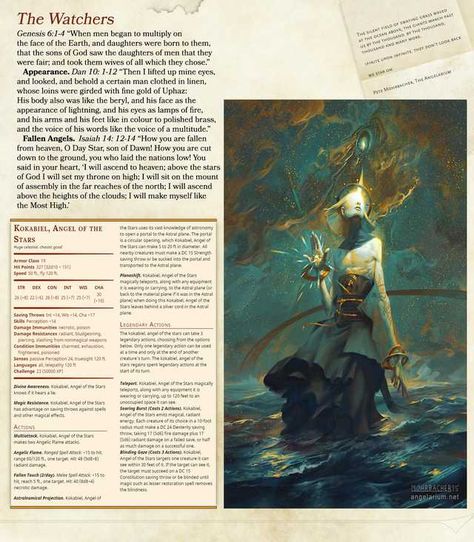 The Watchers
Genesis 6:1-4 "When men began to multiply on
the face of the Earth, and daughters were born to them,
that the sons of God saw the daughters of men that they
were fair; and took them wives of all which they chose."
Appearance. Dan 10: 1-12 "Then I lifted up mine eyes,
and looked, and behold a certain man clothed in linen,
whose loins were girded with fine gold of Uphaz:
His body also was like the beryl, and his face as the
appearance of lightning, and his eyes as lamps of fire,
and his arms and his feet like in colour to polished brass,
and the voice of his words like the voice of a multitude."
Fallen Angels. Isaiah 14: 12-14 "How you are fallen
from heaven, O Day Star, son of Dawn! How you are cut
down to the ground, you who laid the nations low! You
said in your heart, 'I will ascend to heaven; above the stars
of God I will set my throne on high; I will sit on the mount
of assembly in the far reaches of the north; I will ascend
above the heights of the clouds; I will make myself like
the Most High.'
The silent field of swaying grass waved
at the ocean above, the giants march past
us by the thousand, by the thousand,
thousand and many more.
Infinite upon infinite, they don't look back
We stay on.
Pete Mohrbacher, The Angelarium
Kokabiel, Angel of the
Stars
Huge celestial, chaotic good
Armor Class 19
Hit Points
Speed 50 ft, fly 120 ft.
STR DEX CON INT WIS CHA
26 (+8) 22 (+6) 26 (+8) 25 (+7) 25 (+7) 30
(+10)
Saving Throws Int +14, Wis +14, Cha +17
Skills Perception +14
Damage Immunities necrotic, poison
Damage Resistances radiant, bludgeoning,
piercing, slashing from nonmagical weapons
Condition Immunities charmed, exhaustion,
frightened, poisoned
Senses passive Perception 24, truesight 120 ft.
Languages all, telepathy 120 ft
Challenge 23 (50000 XP)
Divine Awareness. Kokabiel, Angel of the Stars
knows if it hears a lie.
Magic Resistance. Kokabiel, Angel of the Stars
has advantage on saving throws against spells
and other magical effects.
Actions
Multiattack. Kokabiel, Angel of the Stars
makes two Angelic Flame attacks.
Angelic Flame. Ranged Spell Attack: +15 to hit,
range 60/120 ft., one target. Hit: 48 (8d8+8)
radiant damage.
Fallen Touch (2/day). Melee Spell Attack: +15 to
hit, reach 5 ft., one target. Hit: 40 (8d8+4)
necrotic damage.
Astralnomical Projection. Kokabiel, Angel of
the Stars uses its vast knowledge of astronomy
to open a portal to the Astral plane. The portal
is a circular opening, which Kokabiel, Angel of
the Stars can make 5 to 20 ft in diameter. All
nearby creatures must make a DC 15 Strength
saving throw or be sucked into the portal and
transported to the Astral plane.
Planeshift. Kokabiel, Angel of the Stars
magically teleports, along with any equipment
it is wearing or carrying, to the Astral plane (or
back to the material plane if it was in the Astral
plane) when doing this Kokabiel, Angel of the
Stars leaves behind a silver cord in the Astral
plane.
Legendary Actions
The kokabiel, angel of the stars can take 3
legendary actions, choosing from the options
below. Only one legendary action can be used
at a time and only at the end of another
creature's turn. The kokabiel, angel of the
stars regains spent legendary actions at the
start of its turn.
Teleport. Kokabiel, Angel of the Stars magically
teleports, along with any equipment it is
wearing or carrying, up to 120 feet to an
unoccupied space it can see.
Searing Burst (Costs 2 Actions). Kokabiel,
Angel of the Stars emits magical, radiant
energy. Each creature of its choice in a 10-foot
radius must make a DC 24 Dexterity saving
throw, taking 17 (5d6) fire damage plus 17
(5d6) radiant damage on a failed save, or half
as much damage on a successful one.
Blinding Gaze (Costs 3 Actions). Kokabiel,
Angel of the Stars targets one creature it can
see within 30 feet of it. If the target can see it,
the target must succeed on a DC 15
Constitution saving throw or be blinded until
magic such as lesser restoration spell removes
the blindness.
MOHRBACHER15
angelarium.net